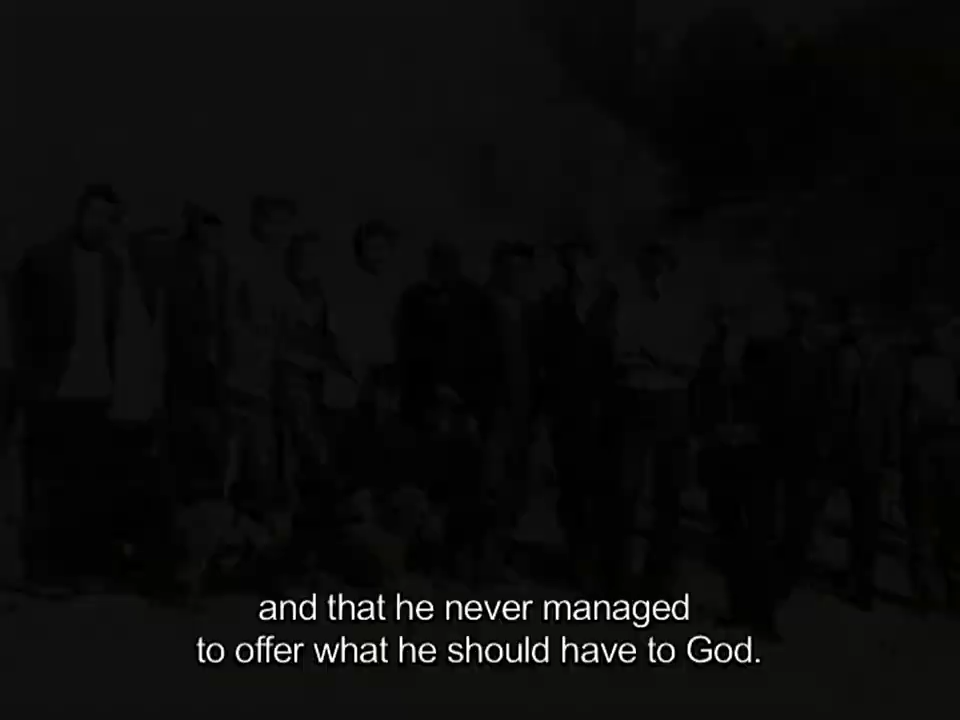 and that he never managed
to offer what he should have to God.